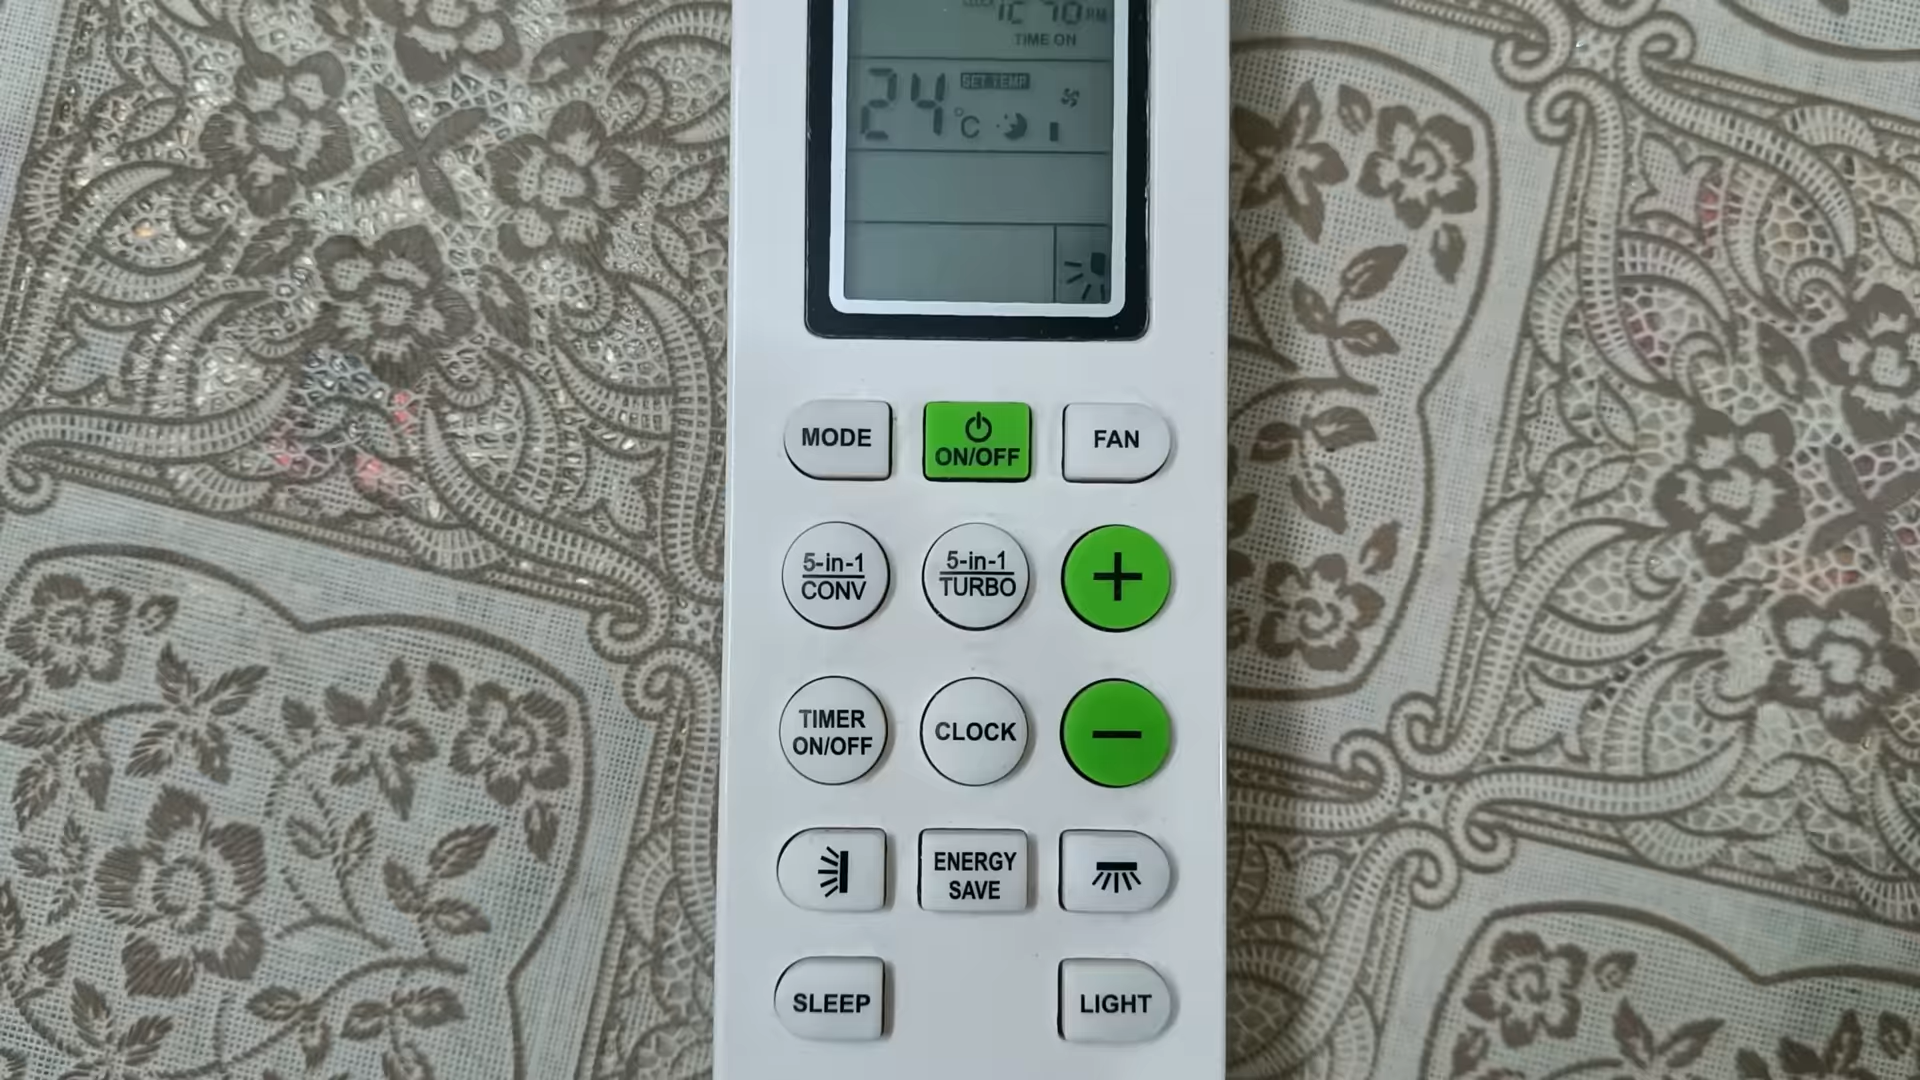 TIME ON
SET TEMP
24 °C
MODE
ON/OFF
FAN
5-in-1
CONV
5-in-1
TURBO
+
TIMER
ON/OFF
CLOCK
−
ENERGY
SAVE
SLEEP
LIGHT